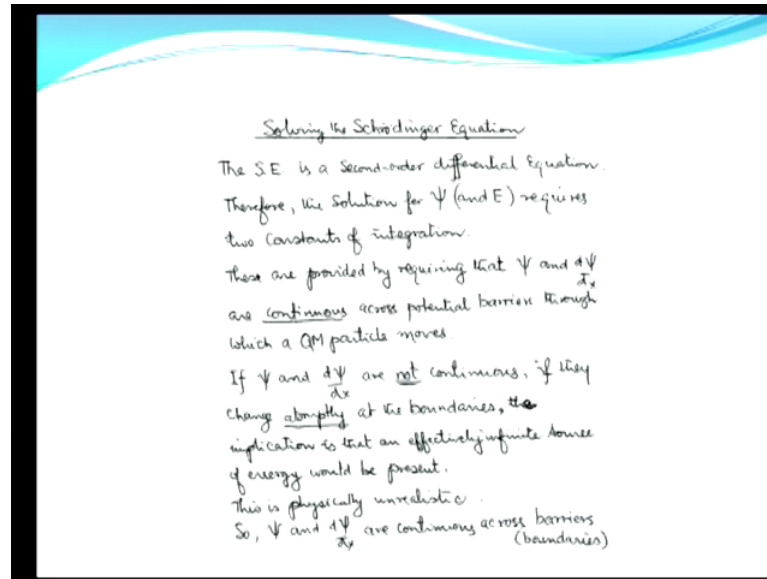 Solving the Schrödinger Equation
The S.E. is a second-order differential Equation.
Therefore, the solution for Ψ (and E) requires
two constants of integration.
These are provided by requiring that Ψ and dΨ/dx
are continuous across potential barriers through
which a QM particle moves.
If Ψ and dΨ/dx are not continuous, if they
change abruptly at the boundaries, the
implication is that an effectively infinite source
of energy would be present.
This is physically unrealistic.
So, Ψ and dΨ/dx are continuous across barriers
(boundaries)